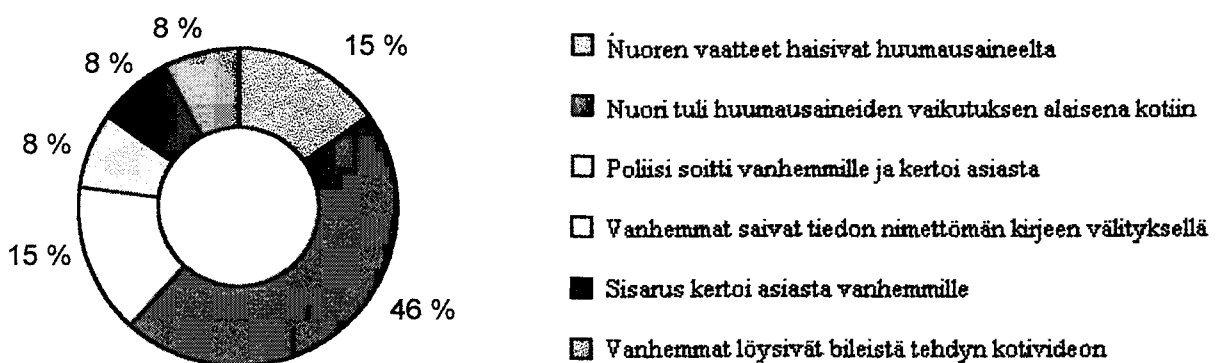 8 %
15 %
8 %
8 %
15 %
46 %
Nuoren vaatteet haisivat huumausaineelta
Nuori tuli huumausaineiden vaikutuksen alaisena kotiin
Poliisi soitti vanhemmille ja kertoi asiasta
Vanhemmat saivat tiedon nimettömän kirjeen välityksellä
Sisarus kertoi asiasta vanhemmille
Vanhemmat löysivät bileistä tehdyn kotivideon